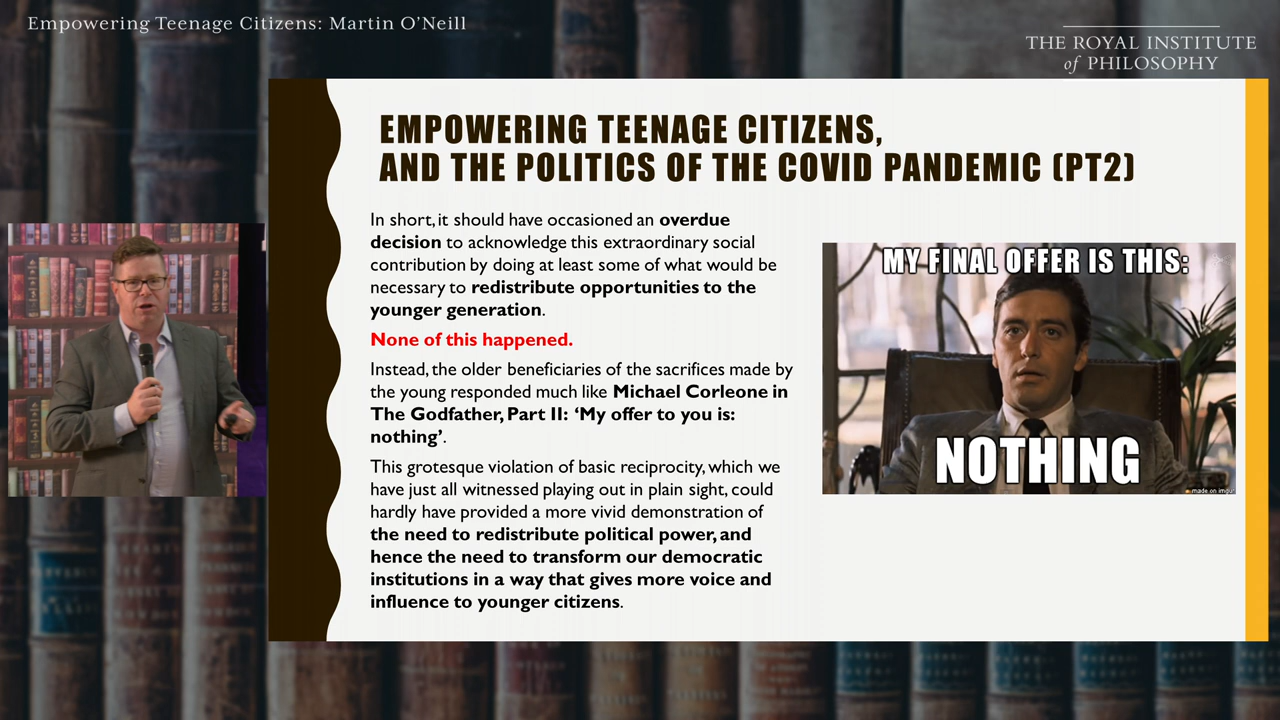 Empowering Teenage Citizens: Martin O'Neill
THE ROYAL INSTITUTE
of PHILOSOPHY
EMPOWERING TEENAGE CITIZENS,
AND THE POLITICS OF THE COVID PANDEMIC (PT2)
In short, it should have occasioned an overdue
decision to acknowledge this extraordinary social
contribution by doing at least some of what would be
necessary to redistribute opportunities to the
younger generation.
None of this happened.
Instead, the older beneficiaries of the sacrifices made by
the young responded much like Michael Corleone in
The Godfather, Part II: ‘My offer to you is:
nothing’.
This grotesque violation of basic reciprocity, which we
have just all witnessed playing out in plain sight, could
hardly have provided a more vivid demonstration of
the need to redistribute political power, and
hence the need to transform our democratic
institutions in a way that gives more voice and
influence to younger citizens.
MY FINAL OFFER IS THIS:
NOTHING
made on imgur